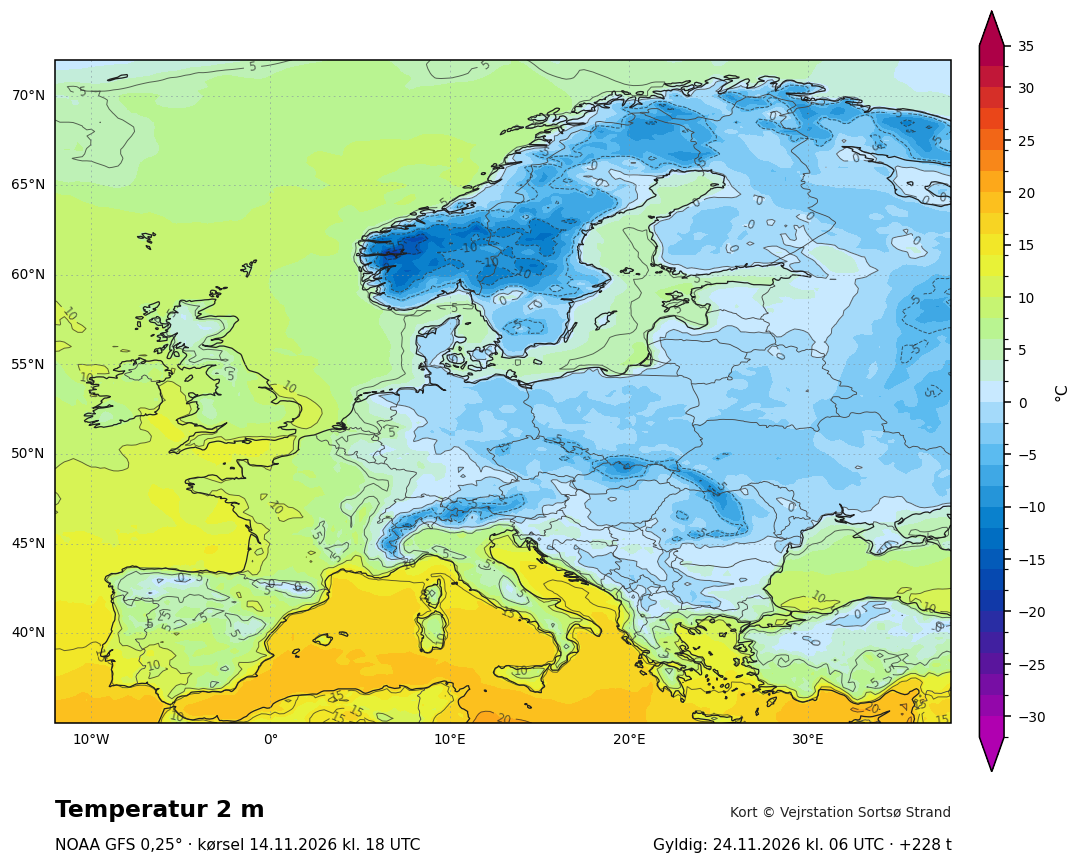 35
30
25
20
15
10
5
0
−5
−10
−15
−20
−25
−30
°C
70°N
65°N
60°N
55°N
50°N
45°N
40°N
10°W
0°
10°E
20°E
30°E
Temperatur 2 m
Kort © Vejrstation Sortsø Strand
NOAA GFS 0,25° · kørsel 14.11.2026 kl. 18 UTC
Gyldig: 24.11.2026 kl. 06 UTC · +228 t